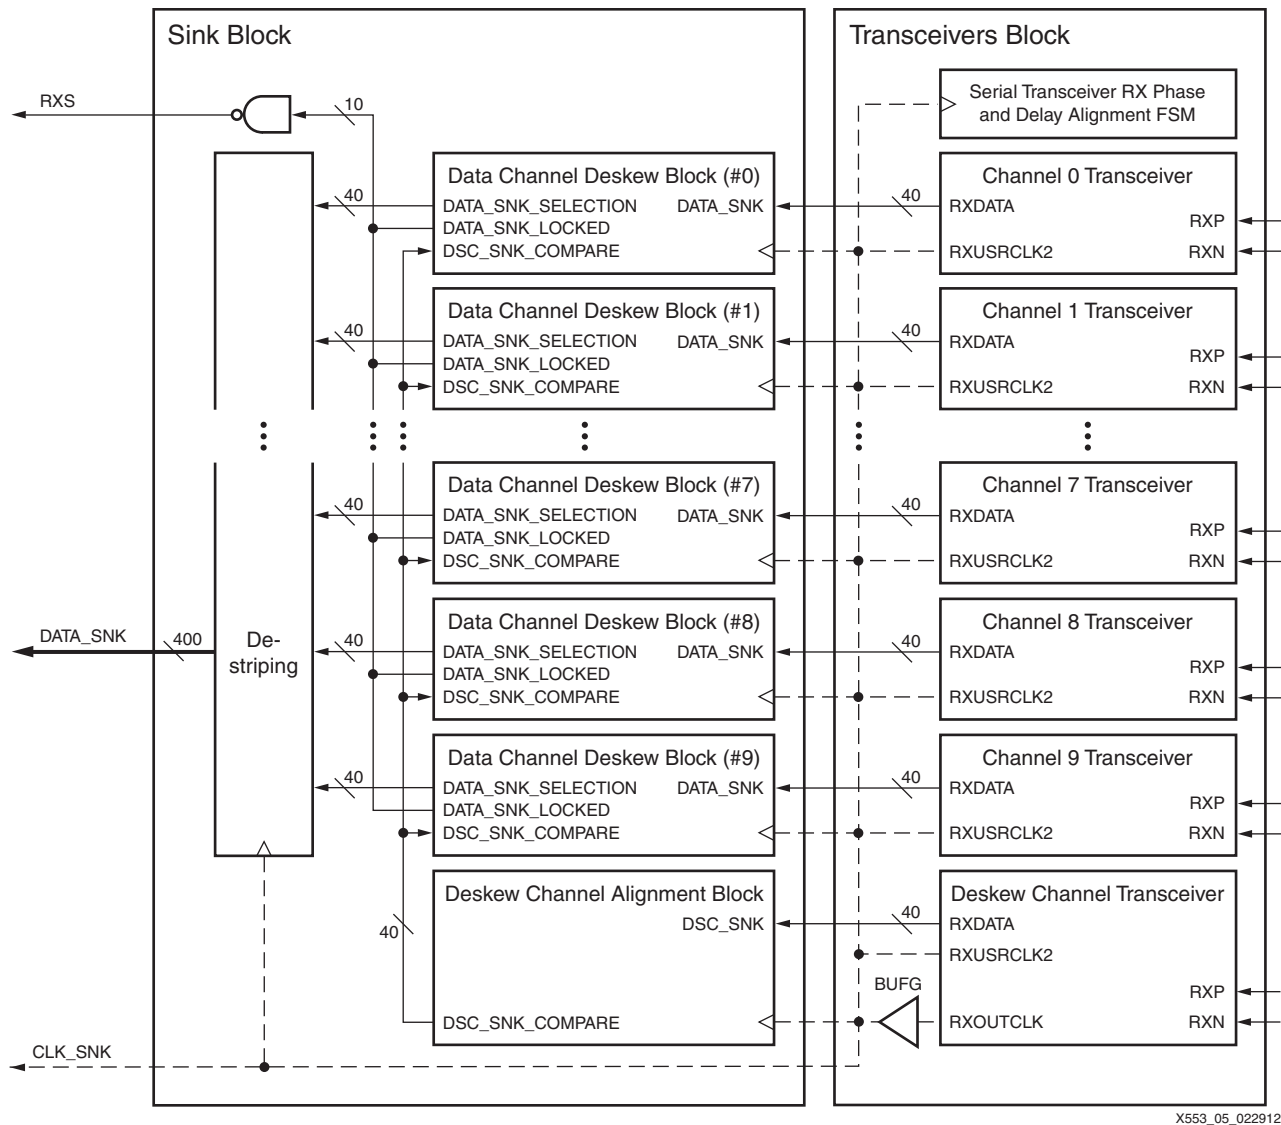 Sink Block
Transceivers Block
RXS
10
Serial Transceiver RX Phase
and Delay Alignment FSM
Data Channel Deskew Block (#0)
40
DATA_SNK_SELECTION
DATA_SNK
DATA_SNK_LOCKED
DSC_SNK_COMPARE
40
Channel 0 Transceiver
RXDATA
RXP
RXUSRCLK2
RXN
Data Channel Deskew Block (#1)
40
DATA_SNK_SELECTION
DATA_SNK
DATA_SNK_LOCKED
DSC_SNK_COMPARE
40
Channel 1 Transceiver
RXDATA
RXP
RXUSRCLK2
RXN
Data Channel Deskew Block (#7)
40
DATA_SNK_SELECTION
DATA_SNK
DATA_SNK_LOCKED
DSC_SNK_COMPARE
40
Channel 7 Transceiver
RXDATA
RXP
RXUSRCLK2
RXN
DATA_SNK
400
De-
striping
Data Channel Deskew Block (#8)
40
DATA_SNK_SELECTION
DATA_SNK
DATA_SNK_LOCKED
DSC_SNK_COMPARE
40
Channel 8 Transceiver
RXDATA
RXP
RXUSRCLK2
RXN
Data Channel Deskew Block (#9)
40
DATA_SNK_SELECTION
DATA_SNK
DATA_SNK_LOCKED
DSC_SNK_COMPARE
40
Channel 9 Transceiver
RXDATA
RXP
RXUSRCLK2
RXN
Deskew Channel Alignment Block
DSC_SNK
40
DSC_SNK_COMPARE
40
Deskew Channel Transceiver
RXDATA
RXUSRCLK2
BUFG
RXP
RXOUTCLK
RXN
CLK_SNK
X553_05_022912